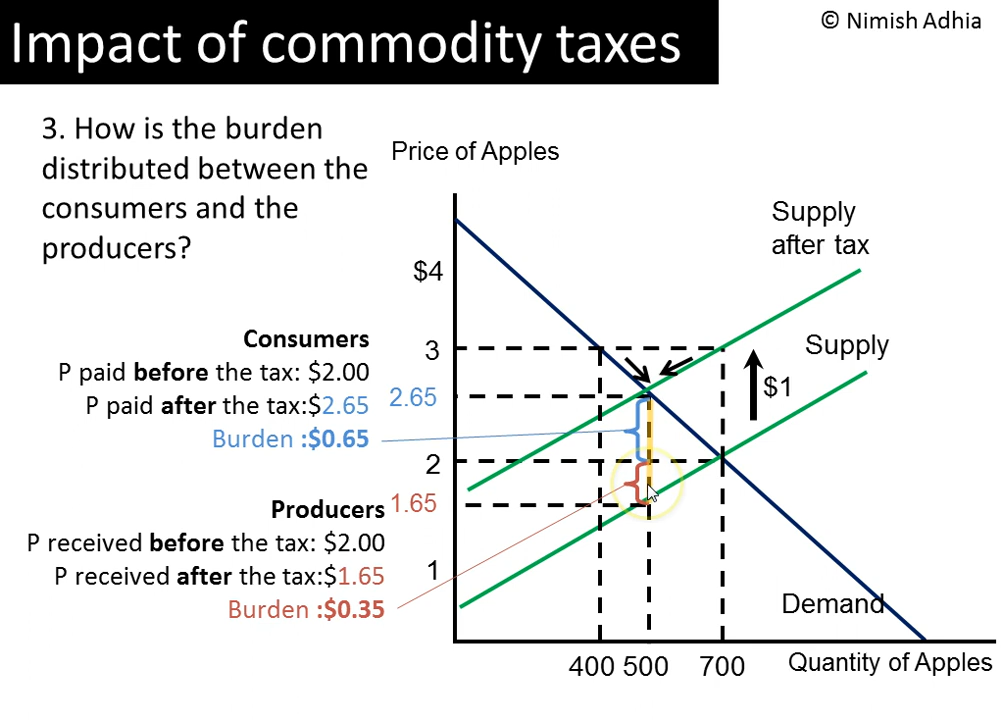 Impact of commodity taxes
© Nimish Adhia
3. How is the burden
distributed between the
consumers and the
producers?
Price of Apples
Supply
after tax
$4
Consumers
P paid before the tax: $2.00
P paid after the tax:$2.65
Burden :$0.65
3
2.65
Supply
$1
2
Producers
P received before the tax: $2.00
P received after the tax:$1.65
Burden :$0.35
1.65
1
Demand
400 500 700
Quantity of Apples